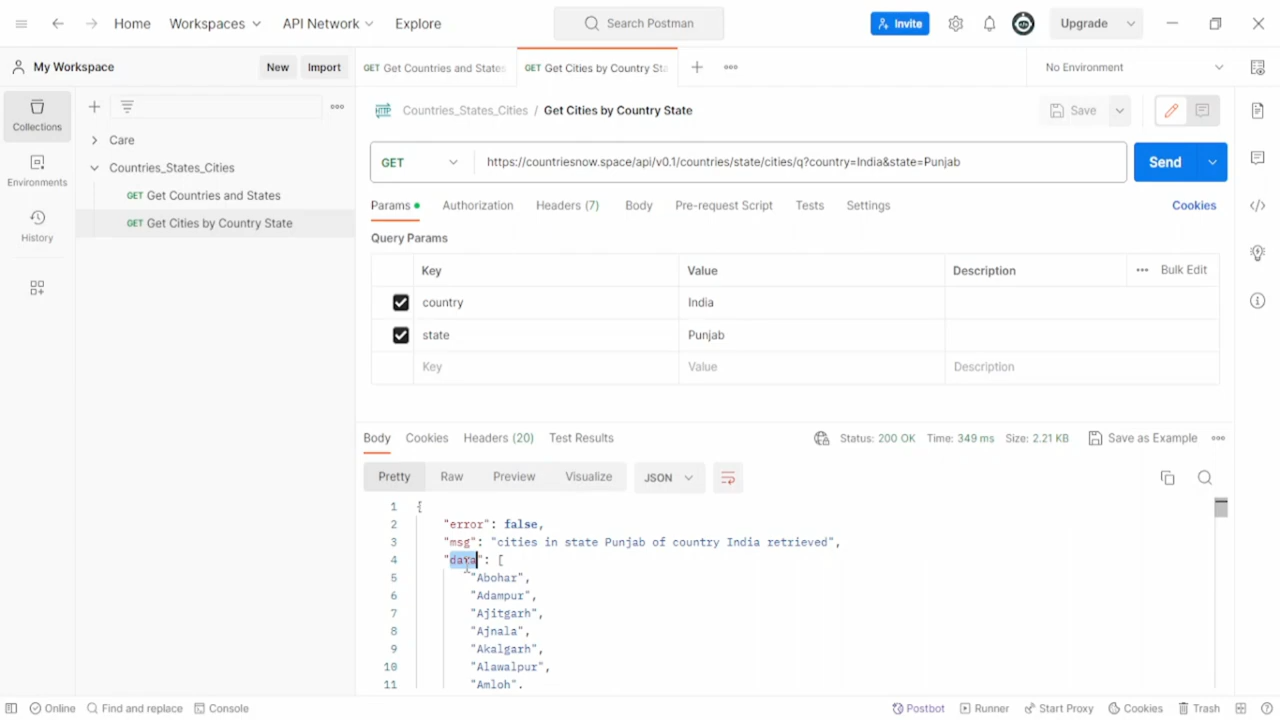 Home Workspaces API Network Explore Search Postman Invite Upgrade
My Workspace New Import GET Get Countries and States GET Get Cities by Country Sta No Environment
Collections
Environments
History
Care
Countries_States_Cities
GET Get Countries and States
GET Get Cities by Country State
HTTP Countries_States_Cities / Get Cities by Country State Save
GET https://countriesnow.space/api/v0.1/countries/state/cities/q?country=India&state=Punjab Send
Params Authorization Headers (7) Body Pre-request Script Tests Settings Cookies
Query Params
Key Value Description Bulk Edit
country India
state Punjab
Key Value Description
Body Cookies Headers (20) Test Results Status: 200 OK Time: 349 ms Size: 2.21 KB Save as Example
Pretty Raw Preview Visualize JSON
1 {
2 "error": false,
3 "msg": "cities in state Punjab of country India retrieved",
4 "data": [
5 "Abohar",
6 "Adampur",
7 "Ajitgarh",
8 "Ajnala",
9 "Akalgarh",
10 "Alawalpur",
11 "Amloh",
Online Find and replace Console Postbot Runner Start Proxy Cookies Trash